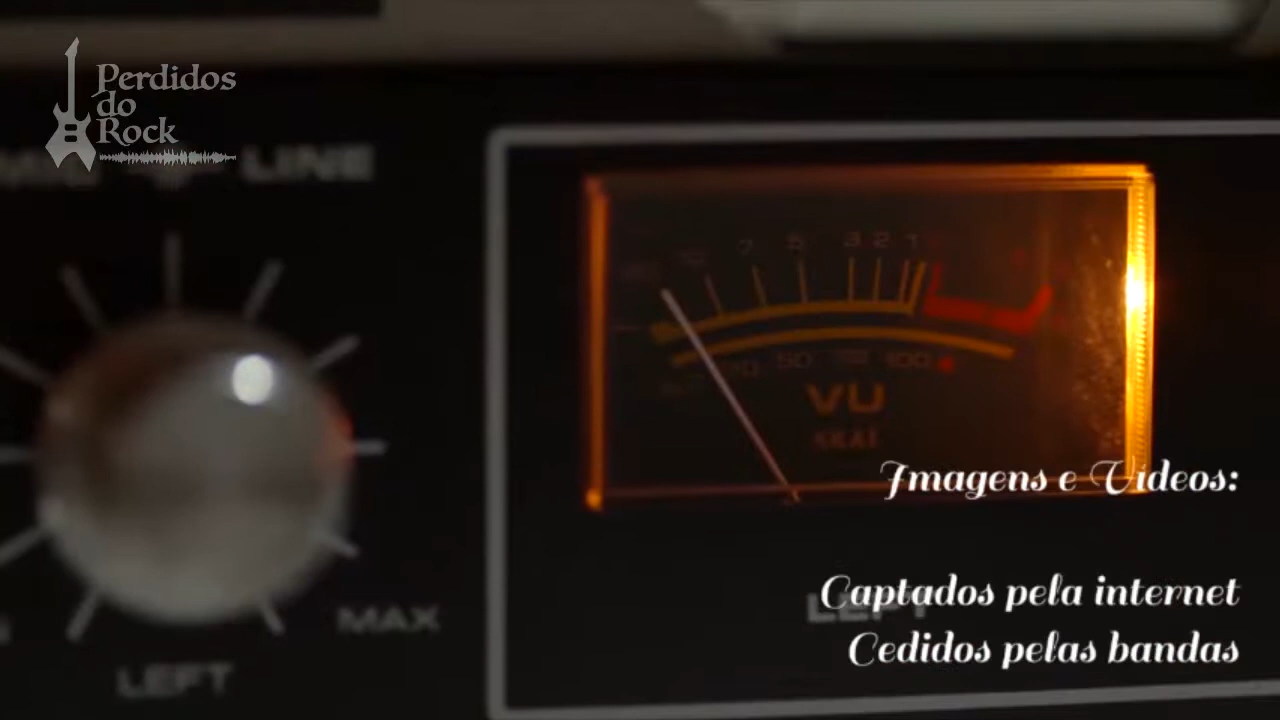 Perdidos
do
Rock
LINE
7 5 3 2 1
50 100
VU
AKAI
Imagens e Vídeos:
Captados pela internet
LEFT
Cedidos pelas bandas
MAX
LEFT